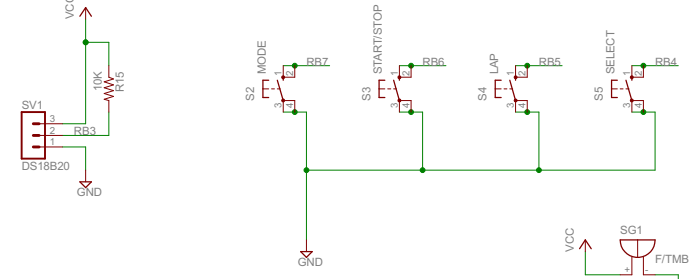 VCC
10K
R15
SV1
3
2
1
RB3
DS18B20
GND
MODE
S2
1
2
3
4
RB7
START/STOP
S3
1
2
3
4
RB6
LAP
S4
1
2
3
4
RB5
SELECT
S5
1
2
3
4
RB4
GND
VCC
SG1
F/TMB
+
-